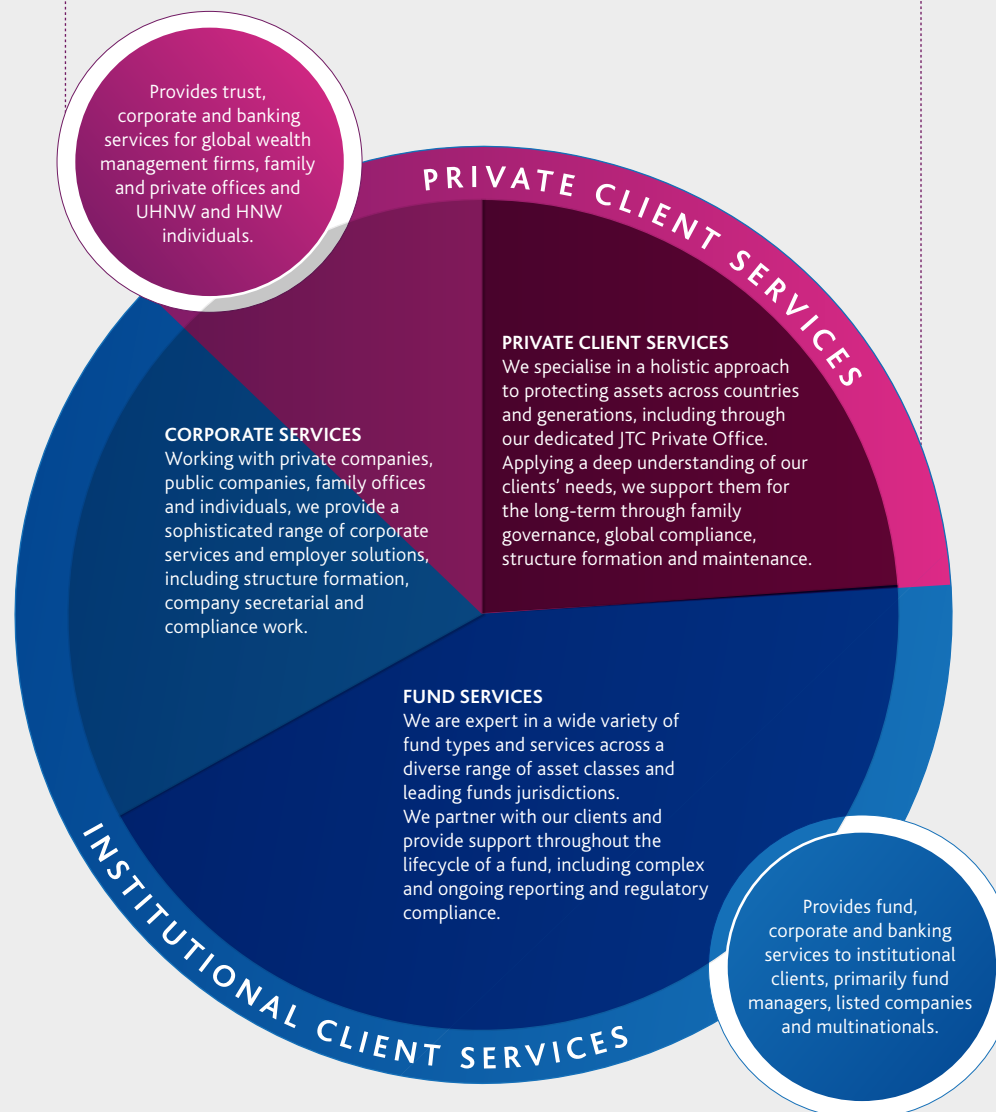 Provides trust,
corporate and banking
services for global wealth
management firms, family
and private offices and
UHNW and HNW
individuals.
PRIVATE CLIENT SERVICES
PRIVATE CLIENT SERVICES
We specialise in a holistic approach
to protecting assets across countries
and generations, including through
our dedicated JTC Private Office.
Applying a deep understanding of our
clients’ needs, we support them for
the long-term through family
governance, global compliance,
structure formation and maintenance.
CORPORATE SERVICES
Working with private companies,
public companies, family offices
and individuals, we provide a
sophisticated range of corporate
services and employer solutions,
including structure formation,
company secretarial and
compliance work.
FUND SERVICES
We are expert in a wide variety of
fund types and services across a
diverse range of asset classes and
leading funds jurisdictions.
We partner with our clients and
provide support throughout the
lifecycle of a fund, including complex
and ongoing reporting and regulatory
compliance.
INSTITUTIONAL CLIENT SERVICES
Provides fund,
corporate and banking
services to institutional
clients, primarily fund
managers, listed companies
and multinationals.